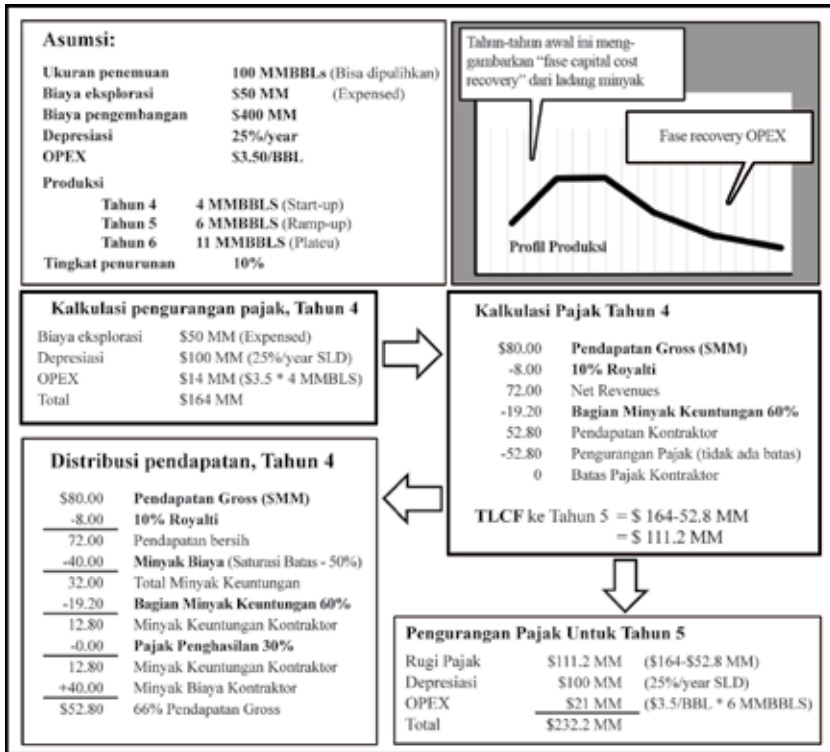 Asumsi:
Ukuran penemuan 100 MMBBLs (Bisa dipulihkan)
Biaya eksplorasi $50 MM (Expensed)
Biaya pengembangan $400 MM
Depresiasi 25%/year
OPEX $3.50/BBL
Produksi
Tahun 4 4 MMBBLS (Start-up)
Tahun 5 6 MMBBLS (Ramp-up)
Tahun 6 11 MMBBLS (Plateu)
Tingkat penurunan 10%
Tahun-tahun awal ini meng-
gambarkan “fase capital cost
recovery” dari ladang minyak
Fase recovery OPEX
Profil Produksi
Kalkulasi pengurangan pajak, Tahun 4
Biaya eksplorasi $50 MM (Expensed)
Depresiasi $100 MM (25%/year SLD)
OPEX $14 MM ($3.5 * 4 MMBLS)
Total $164 MM
Kalkulasi Pajak Tahun 4
$80.00 Pendapatan Gross ($MM)
-8.00 10% Royalti
72.00 Net Revenues
-19.20 Bagian Minyak Keuntungan 60%
52.80 Pendapatan Kontraktor
-52.80 Pengurangan Pajak (tidak ada batas)
0 Batas Pajak Kontraktor
TLCF ke Tahun 5 = $ 164-52.8 MM
= $ 111.2 MM
Distribusi pendapatan, Tahun 4
$80.00 Pendapatan Gross ($MM)
-8.00 10% Royalti
72.00 Pendapatan bersih
-40.00 Minyak Biaya (Saturasi Batas - 50%)
32.00 Total Minyak Keuntungan
-19.20 Bagian Minyak Keuntungan 60%
12.80 Minyak Keuntungan Kontraktor
-0.00 Pajak Penghasilan 30%
12.80 Minyak Keuntungan Kontraktor
+40.00 Minyak Biaya Kontraktor
$52.80 66% Pendapatan Gross
Pengurangan Pajak Untuk Tahun 5
Rugi Pajak $111.2 MM ($164-$52.8 MM)
Depresiasi $100 MM (25%/year SLD)
OPEX $21 MM ($3.5/BBL * 6 MMBBLS)
Total $232.2 MM